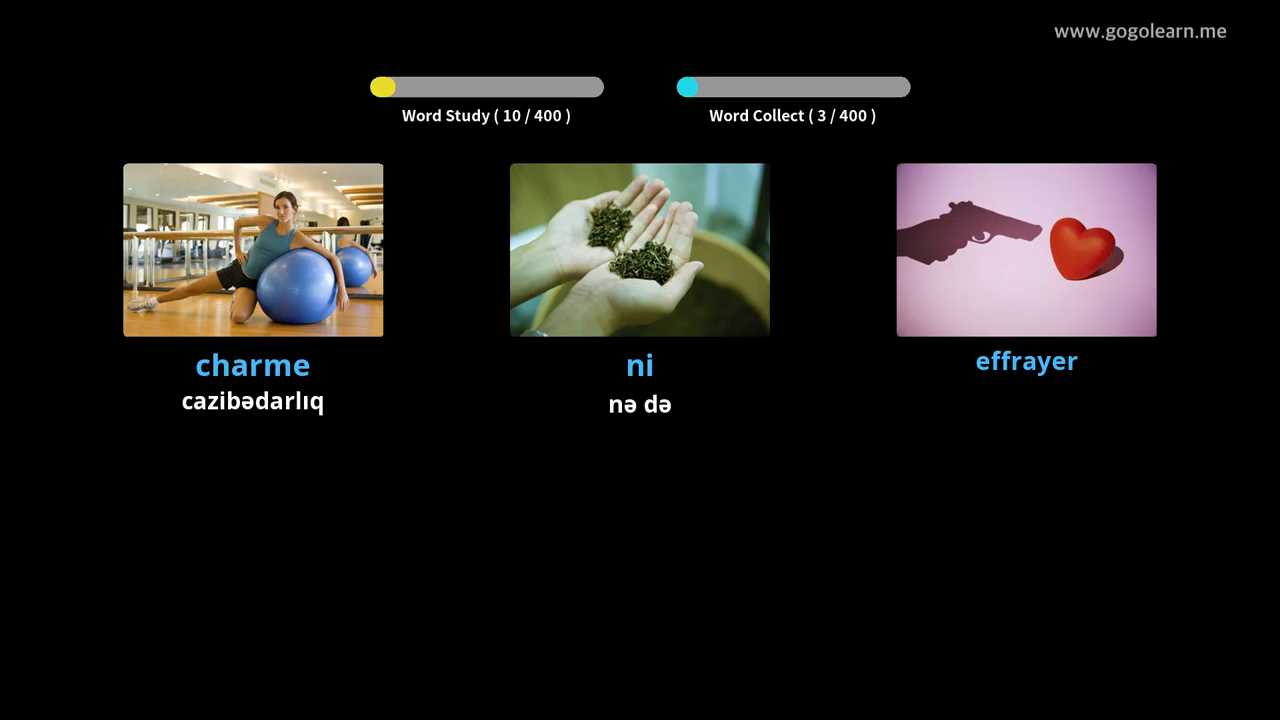 www.gogolearn.me
Word Study ( 10 / 400 )
Word Collect ( 3 / 400 )
charme
cazibədarlıq
ni
nə də
effrayer